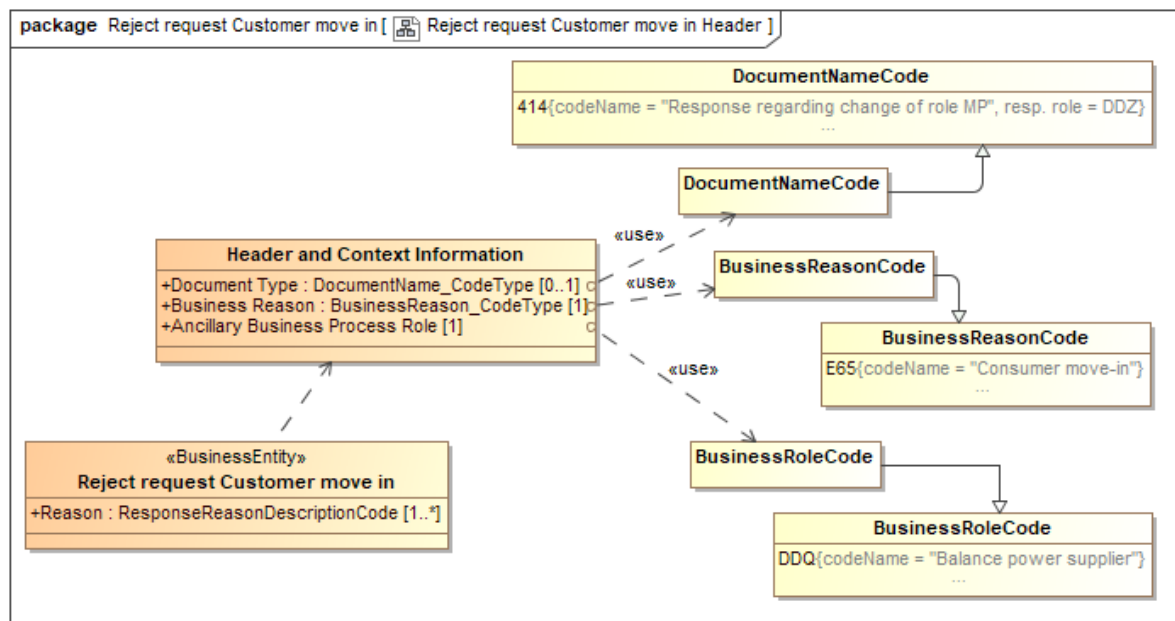 package Reject request Customer move in [ Reject request Customer move in Header ]
DocumentNameCode
414{codeName = "Response regarding change of role MP", resp. role = DDZ}
...
DocumentNameCode
«use»
Header and Context Information
+Document Type : DocumentName_CodeType [0..1]
+Business Reason : BusinessReason_CodeType [1]
+Ancillary Business Process Role [1]
«use»
BusinessReasonCode
BusinessReasonCode
E65{codeName = "Consumer move-in"}
...
«use»
BusinessRoleCode
«BusinessEntity»
Reject request Customer move in
+Reason : ResponseReasonDescriptionCode [1..*]
BusinessRoleCode
DDQ{codeName = "Balance power supplier"}
...